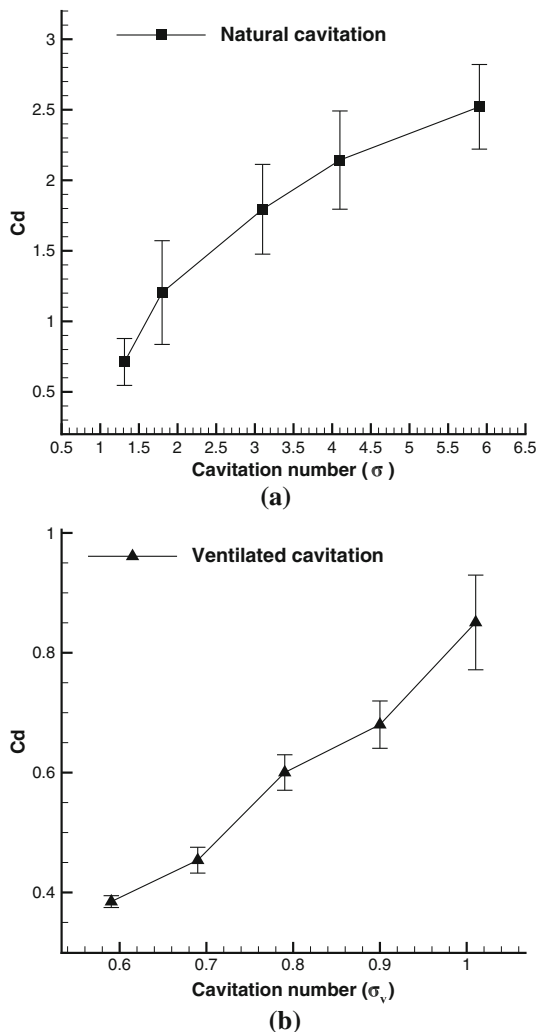 Natural cavitation
3
2.5
2
1.5
1
0.5
Cd
0.5 1 1.5 2 2.5 3 3.5 4 4.5 5 5.5 6 6.5
Cavitation number ( σ )
(a)
Ventilated cavitation
1
0.8
0.6
0.4
Cd
0.6 0.7 0.8 0.9 1
Cavitation number (σv)
(b)